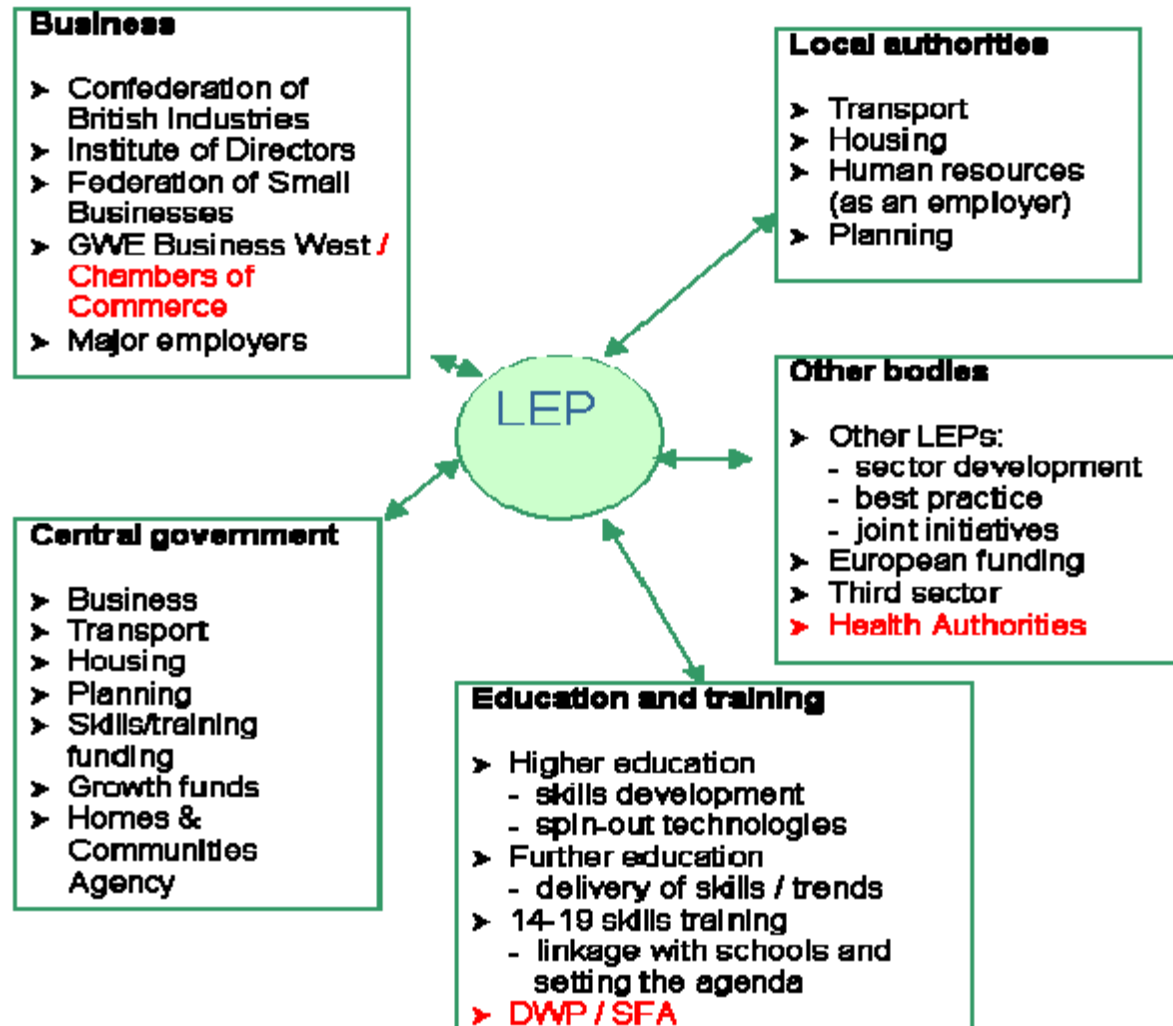 Business
➤ Confederation of
British Industries
➤ Institute of Directors
➤ Federation of Small
Businesses
➤ GWE Business West /
Chambers of
Commerce
➤ Major employers
Local authorities
➤ Transport
➤ Housing
➤ Human resources
(as an employer)
➤ Planning
LEP
Other bodies
➤ Other LEPs:
- sector development
- best practice
- joint initiatives
➤ European funding
➤ Third sector
➤ Health Authorities
Central government
➤ Business
➤ Transport
➤ Housing
➤ Planning
➤ Skills/training
funding
➤ Growth funds
➤ Homes &
Communities
Agency
Education and training
➤ Higher education
- skills development
- spin-out technologies
➤ Further education
- delivery of skills / trends
➤ 14-19 skills training
- linkage with schools and
setting the agenda
➤ DWP / SFA